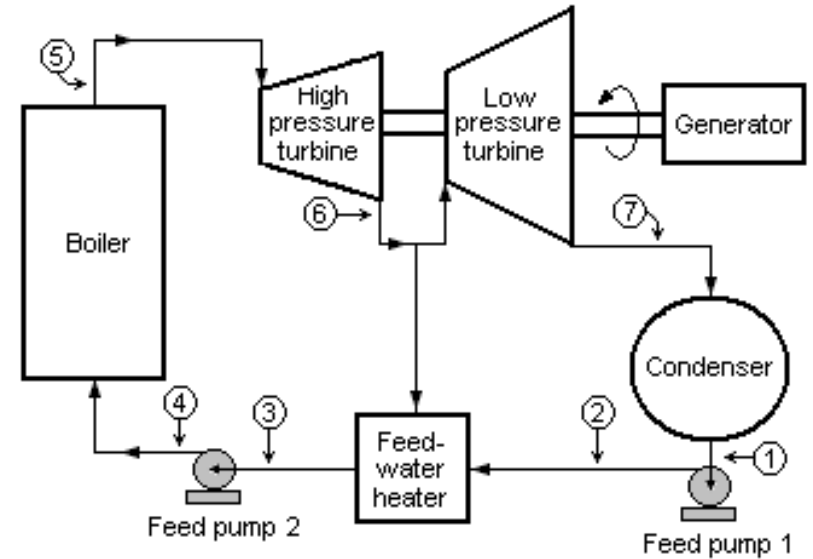 5
High
pressure
turbine
Low
pressure
turbine
Generator
6
7
Boiler
Condenser
4
3
2
1
Feed-
water
heater
Feed pump 2
Feed pump 1